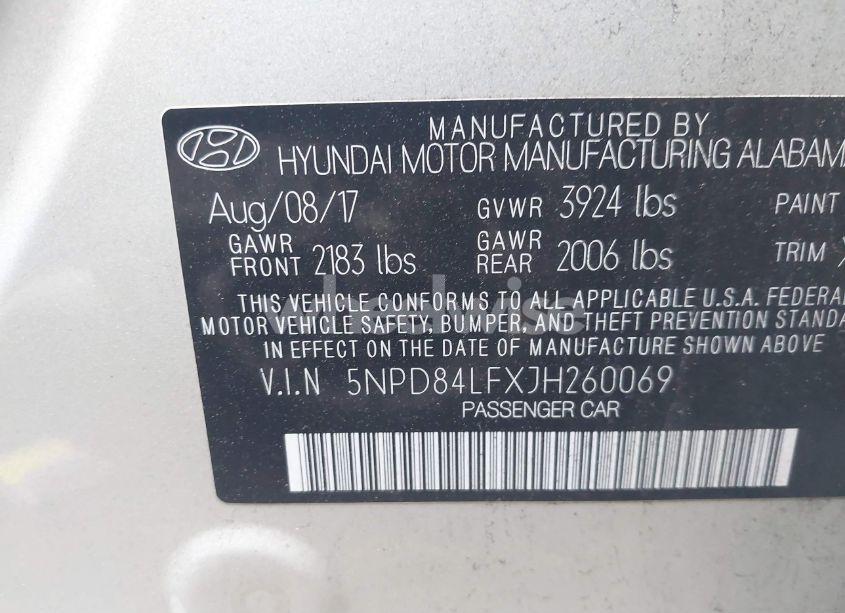 MANUFACTURED BY
HYUNDAI MOTOR MANUFACTURING ALABAM
Aug/08/17 GVWR 3924 lbs PAINT
GAWR FRONT 2183 lbs GAWR REAR 2006 lbs TRIM
THIS VEHICLE CONFORMS TO ALL APPLICABLE U.S.A. FEDERAL
MOTOR VEHICLE SAFETY, BUMPER, AND THEFT PREVENTION STANDA
IN EFFECT ON THE DATE OF MANUFACTURE SHOWN ABOVE
V.I.N 5NPD84LFXJH260069
PASSENGER CAR